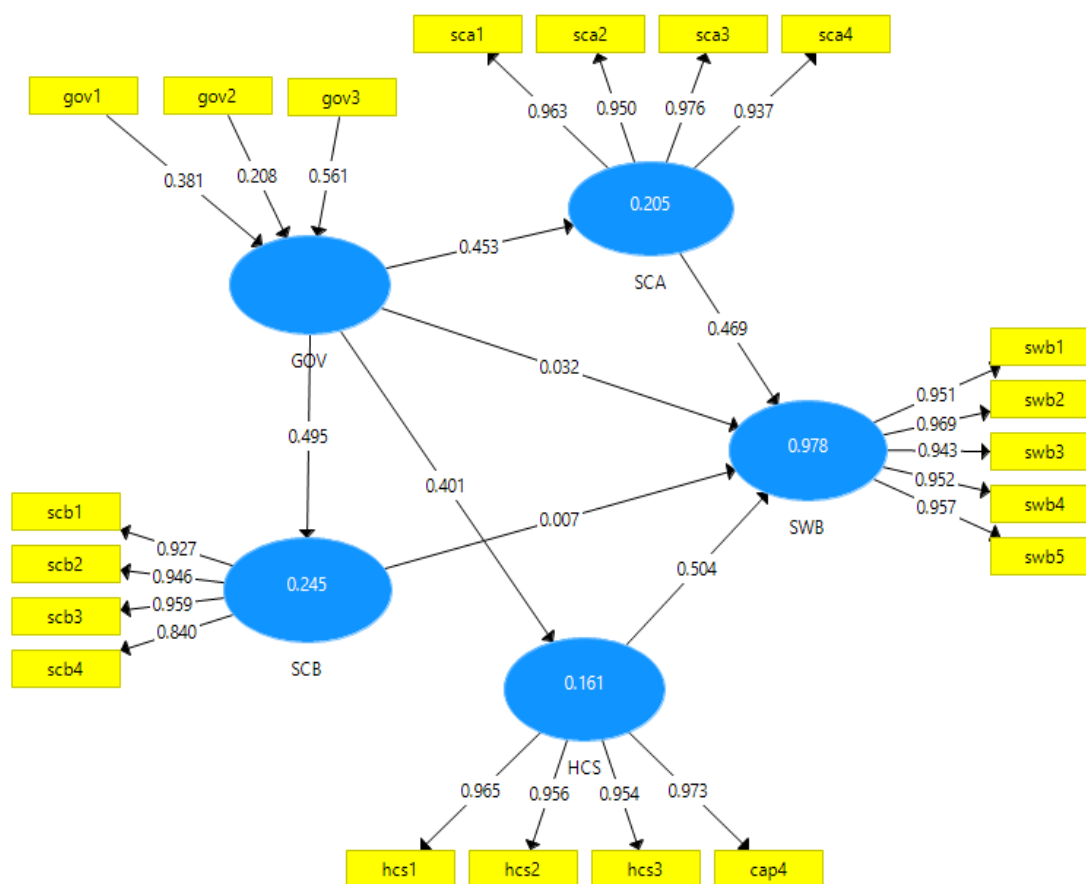 sca1
sca2
sca3
sca4
gov1
gov2
gov3
0.963
0.950
0.976
0.937
0.381
0.208
0.561
0.205
0.453
SCA
GOV
0.469
0.032
swb1
swb2
swb3
swb4
swb5
0.951
0.969
0.943
0.952
0.957
0.978
SWB
0.495
0.401
0.007
0.504
scb1
scb2
scb3
scb4
0.927
0.946
0.959
0.840
0.245
SCB
0.161
HCS
0.965
0.956
0.954
0.973
hcs1
hcs2
hcs3
cap4